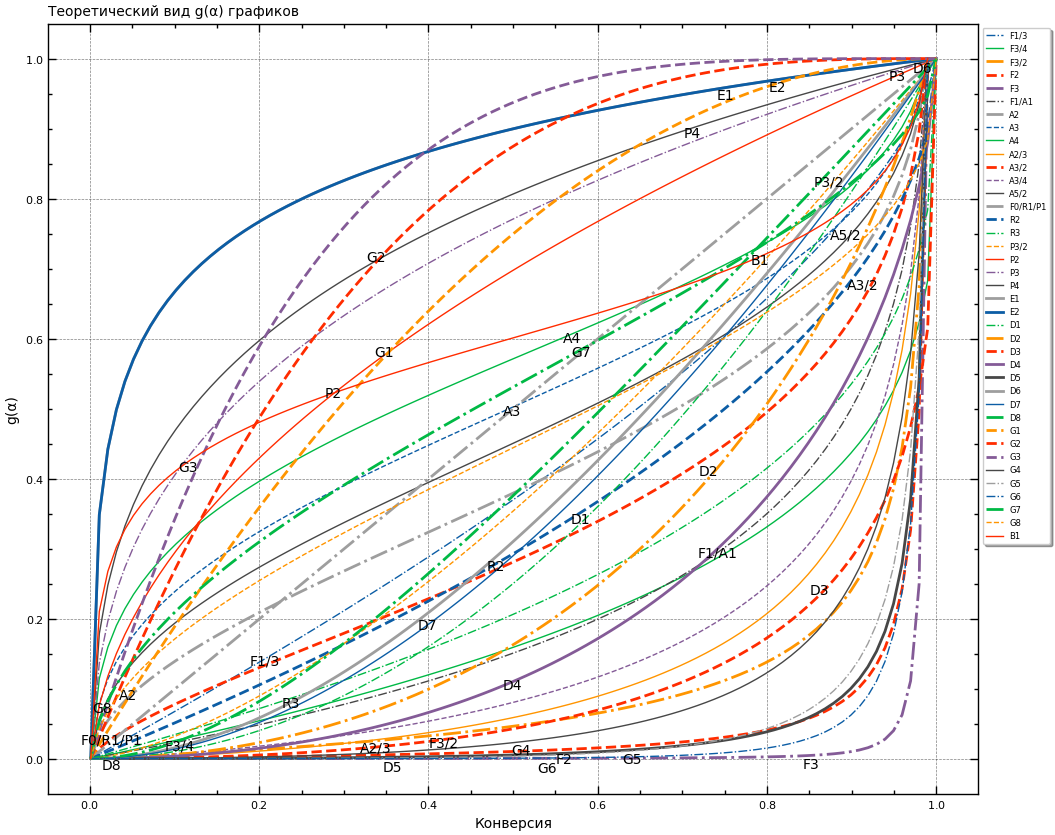 Теоретический вид g(α) графиков
g(α)
1.0
0.8
0.6
0.4
0.2
0.0
0.0
0.2
0.4
0.6
0.8
1.0
Конверсия
D6
P3
E2
E1
P4
P3/2
A5/2
G2
B1
A3/2
A4
G1
G7
P2
A3
G3
D2
D1
F1/A1
R2
D3
D7
F1/3
D4
A2
R3
G8
F0/R1/P1
F3/4
A2/3
F3/2
G4
F2
G5
D8
D5
G6
F3
F1/3
F3/4
F3/2
F2
F3
F1/A1
A2
A3
A4
A2/3
A3/2
A3/4
A5/2
F0/R1/P1
R2
R3
P3/2
P2
P3
P4
E1
E2
D1
D2
D3
D4
D5
D6
D7
D8
G1
G2
G3
G4
G5
G6
G7
G8
B1